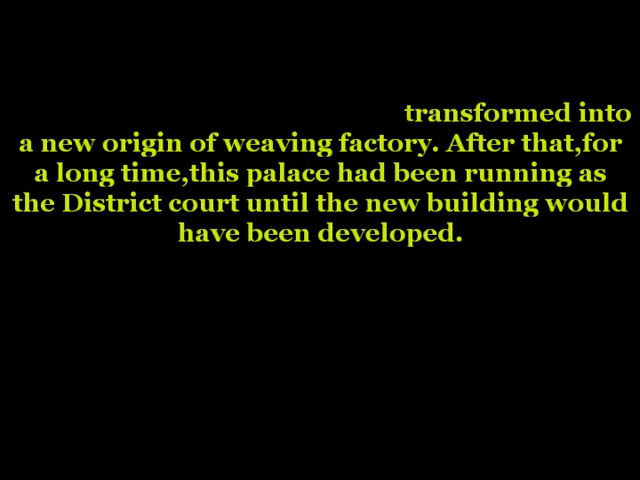 transformed into
a new origin of weaving factory. After that,for
a long time,this palace had been running as
the District court until the new building would
have been developed.